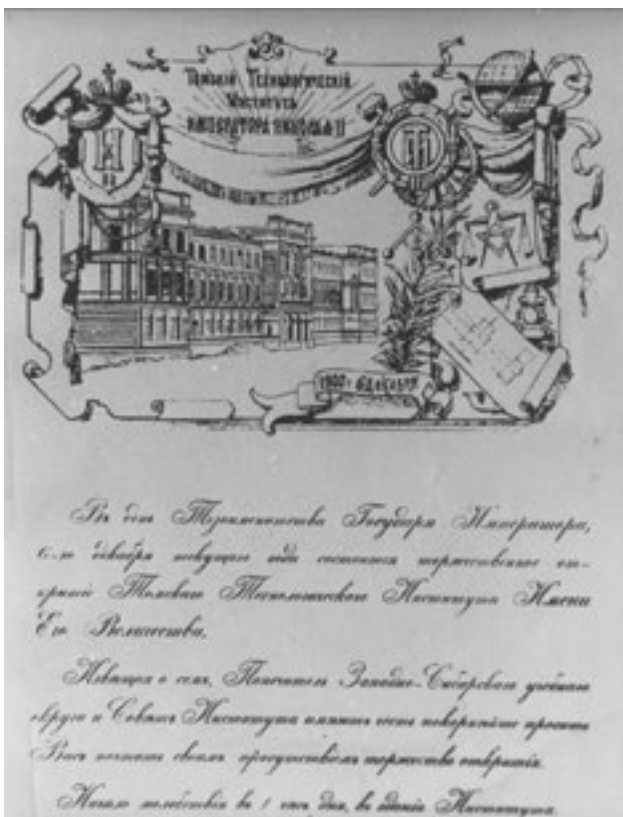 Томскій Технологическій
Институтъ
ИМПЕРАТОРА НИКОЛАЯ II
Н
II
ТТИ
1900 г. 6 ДЕКАБРЯ
Въ день Тезоименитства Государя Императора,
6-го декабря текущаго года состоится торжественное от-
крытіе Томскаго Технологическаго Института Имени
Его Величества.
Извѣщая о семъ, Попечитель Западно-Сибирскаго учебнаго
округа и Совѣтъ Института имѣютъ честь покорнѣйше просить
Васъ почтить своимъ присутствіемъ торжество открытія.
Начало молебствія въ 1 часъ дня, въ зданіи Института.